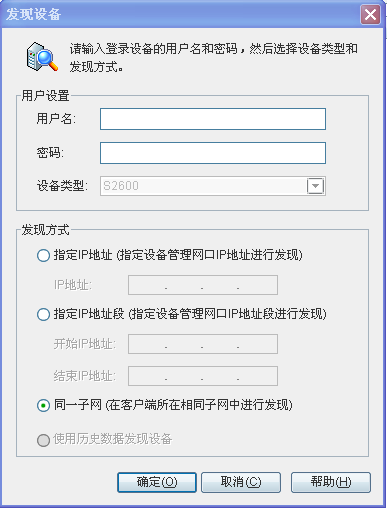 发现设备
请输入登录设备的用户名和密码，然后选择设备类型和
发现方式。
用户设置
用户名:
密码:
设备类型: S2600
发现方式
指定IP地址 (指定设备管理网口IP地址进行发现)
IP地址: . . .
指定IP地址段 (指定设备管理网口IP地址段进行发现)
开始IP地址: . . .
结束IP地址: . . .
同一子网 (在客户端所在相同子网中进行发现)
使用历史数据发现设备
确定(O) 取消(C) 帮助(H)